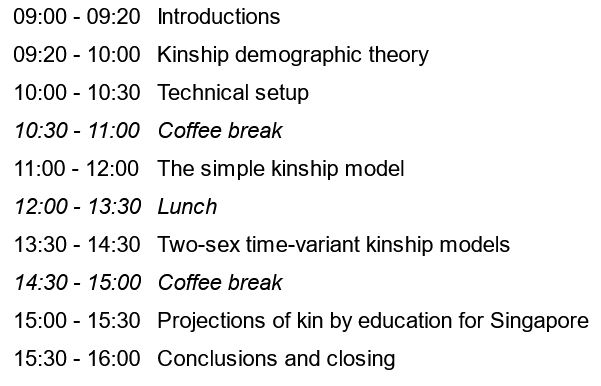 09:00 - 09:20 Introductions
09:20 - 10:00 Kinship demographic theory
10:00 - 10:30 Technical setup
10:30 - 11:00 Coffee break
11:00 - 12:00 The simple kinship model
12:00 - 13:30 Lunch
13:30 - 14:30 Two-sex time-variant kinship models
14:30 - 15:00 Coffee break
15:00 - 15:30 Projections of kin by education for Singapore
15:30 - 16:00 Conclusions and closing